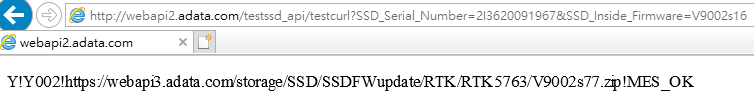 http://webapi2.adata.com/testssd_api/testcurl?SSD_Serial_Number=2I3620091967&SSD_Inside_Firmware=V9002s16
webapi2.adata.com
Y!Y002!https://webapi3.adata.com/storage/SSD/SSDFWupdate/RTK/RTK5763/V9002s77.zip!MES_OK